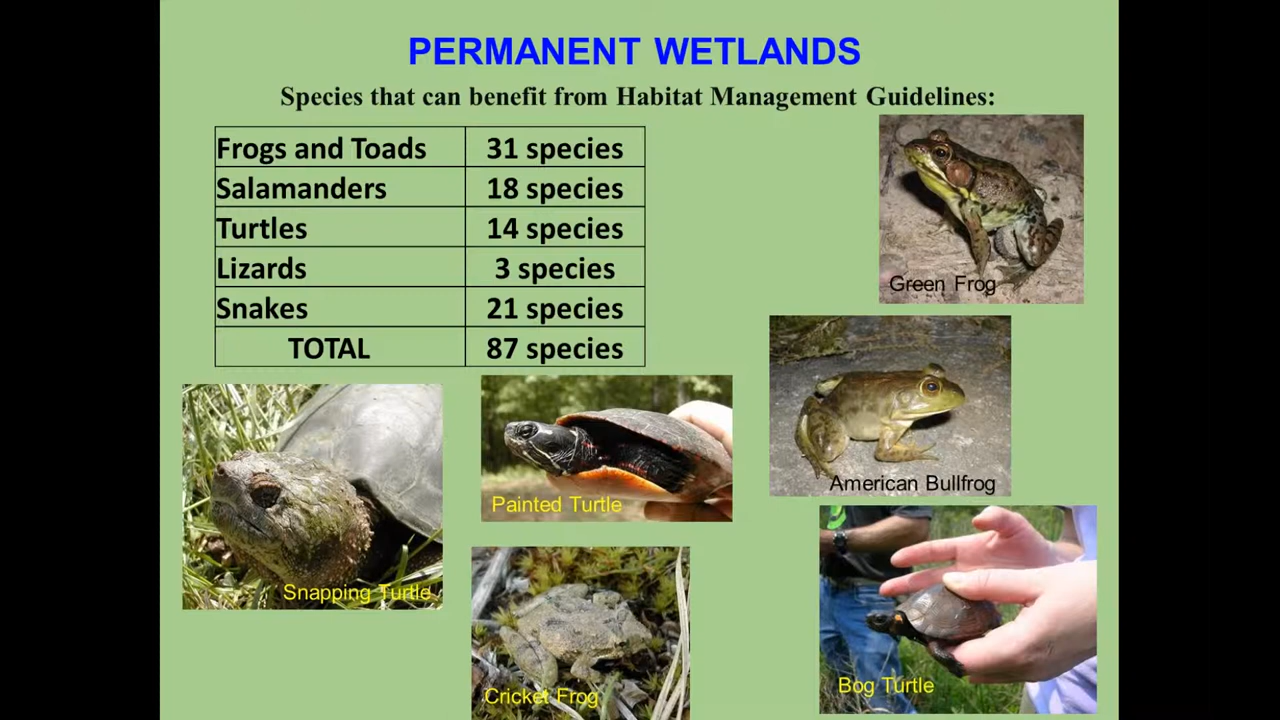 PERMANENT WETLANDS
Species that can benefit from Habitat Management Guidelines:
Frogs and Toads 31 species
Salamanders 18 species
Turtles 14 species
Lizards 3 species
Snakes 21 species
TOTAL 87 species
Green Frog
American Bullfrog
Painted Turtle
Snapping Turtle
Cricket Frog
Bog Turtle